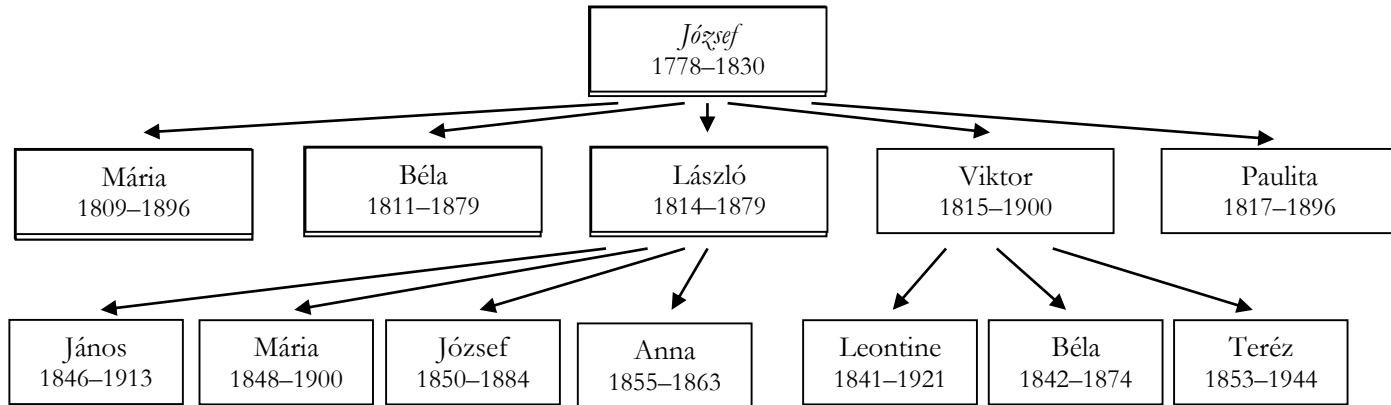 József
1778–1830
Mária
1809–1896
Béla
1811–1879
László
1814–1879
Viktor
1815–1900
Paulita
1817–1896
János
1846–1913
Mária
1848–1900
József
1850–1884
Anna
1855–1863
Leontine
1841–1921
Béla
1842–1874
Teréz
1853–1944